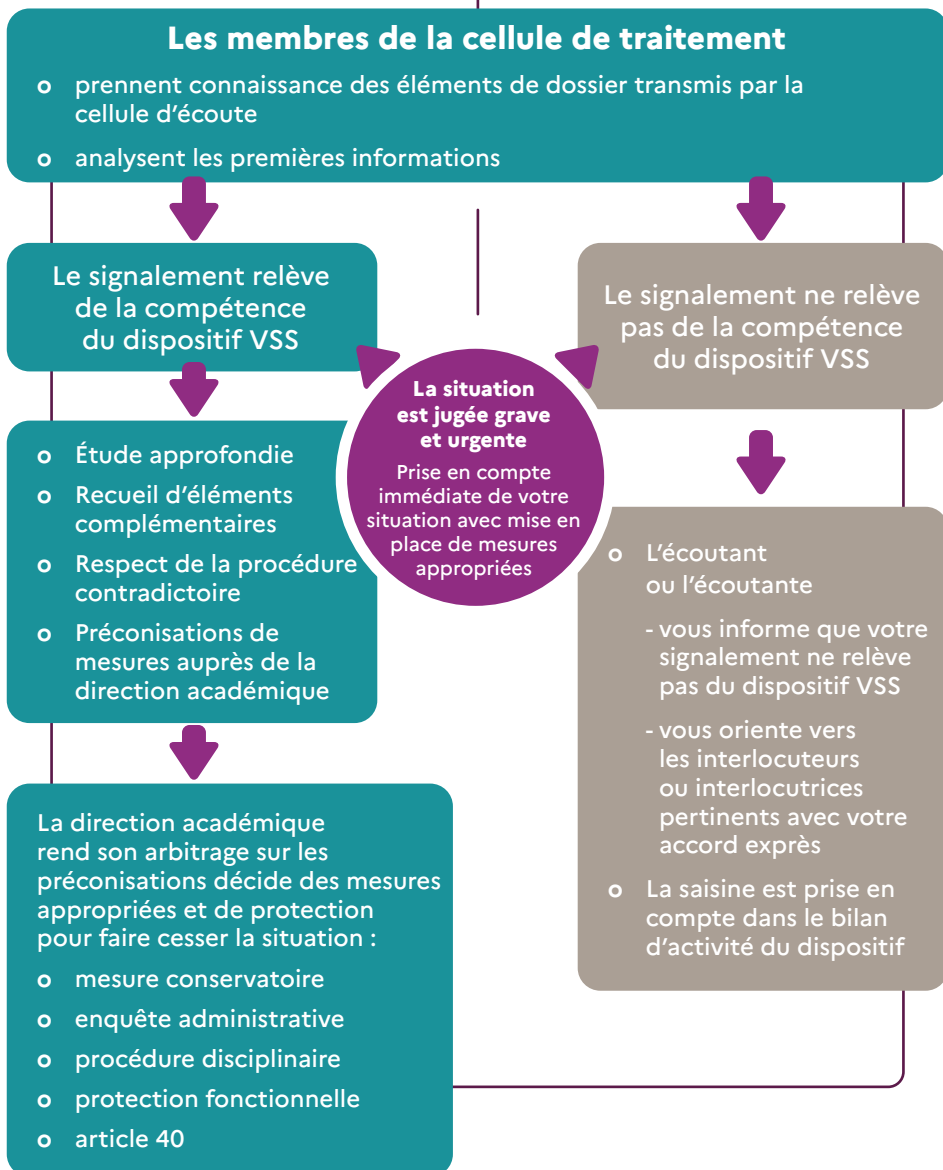 Les membres de la cellule de traitement
o prennent connaissance des éléments de dossier transmis par la
cellule d'écoute
o analysent les premières informations
Le signalement relève
de la compétence
du dispositif VSS
Le signalement ne relève
pas de la compétence
du dispositif VSS
La situation
est jugée grave
et urgente
Prise en compte
immédiate de votre
situation avec mise en
place de mesures
appropriées
o Étude approfondie
o Recueil d'éléments
complémentaires
o Respect de la procédure
contradictoire
o Préconisations de
mesures auprès de la
direction académique
o L'écoutant
ou l'écoutante
- vous informe que votre
signalement ne relève
pas du dispositif VSS
- vous oriente vers
les interlocuteurs
ou interlocutrices
pertinents avec votre
accord exprès
o La saisine est prise en
compte dans le bilan
d'activité du dispositif
La direction académique
rend son arbitrage sur les
préconisations décide des mesures
appropriées et de protection
pour faire cesser la situation :
o mesure conservatoire
o enquête administrative
o procédure disciplinaire
o protection fonctionnelle
o article 40